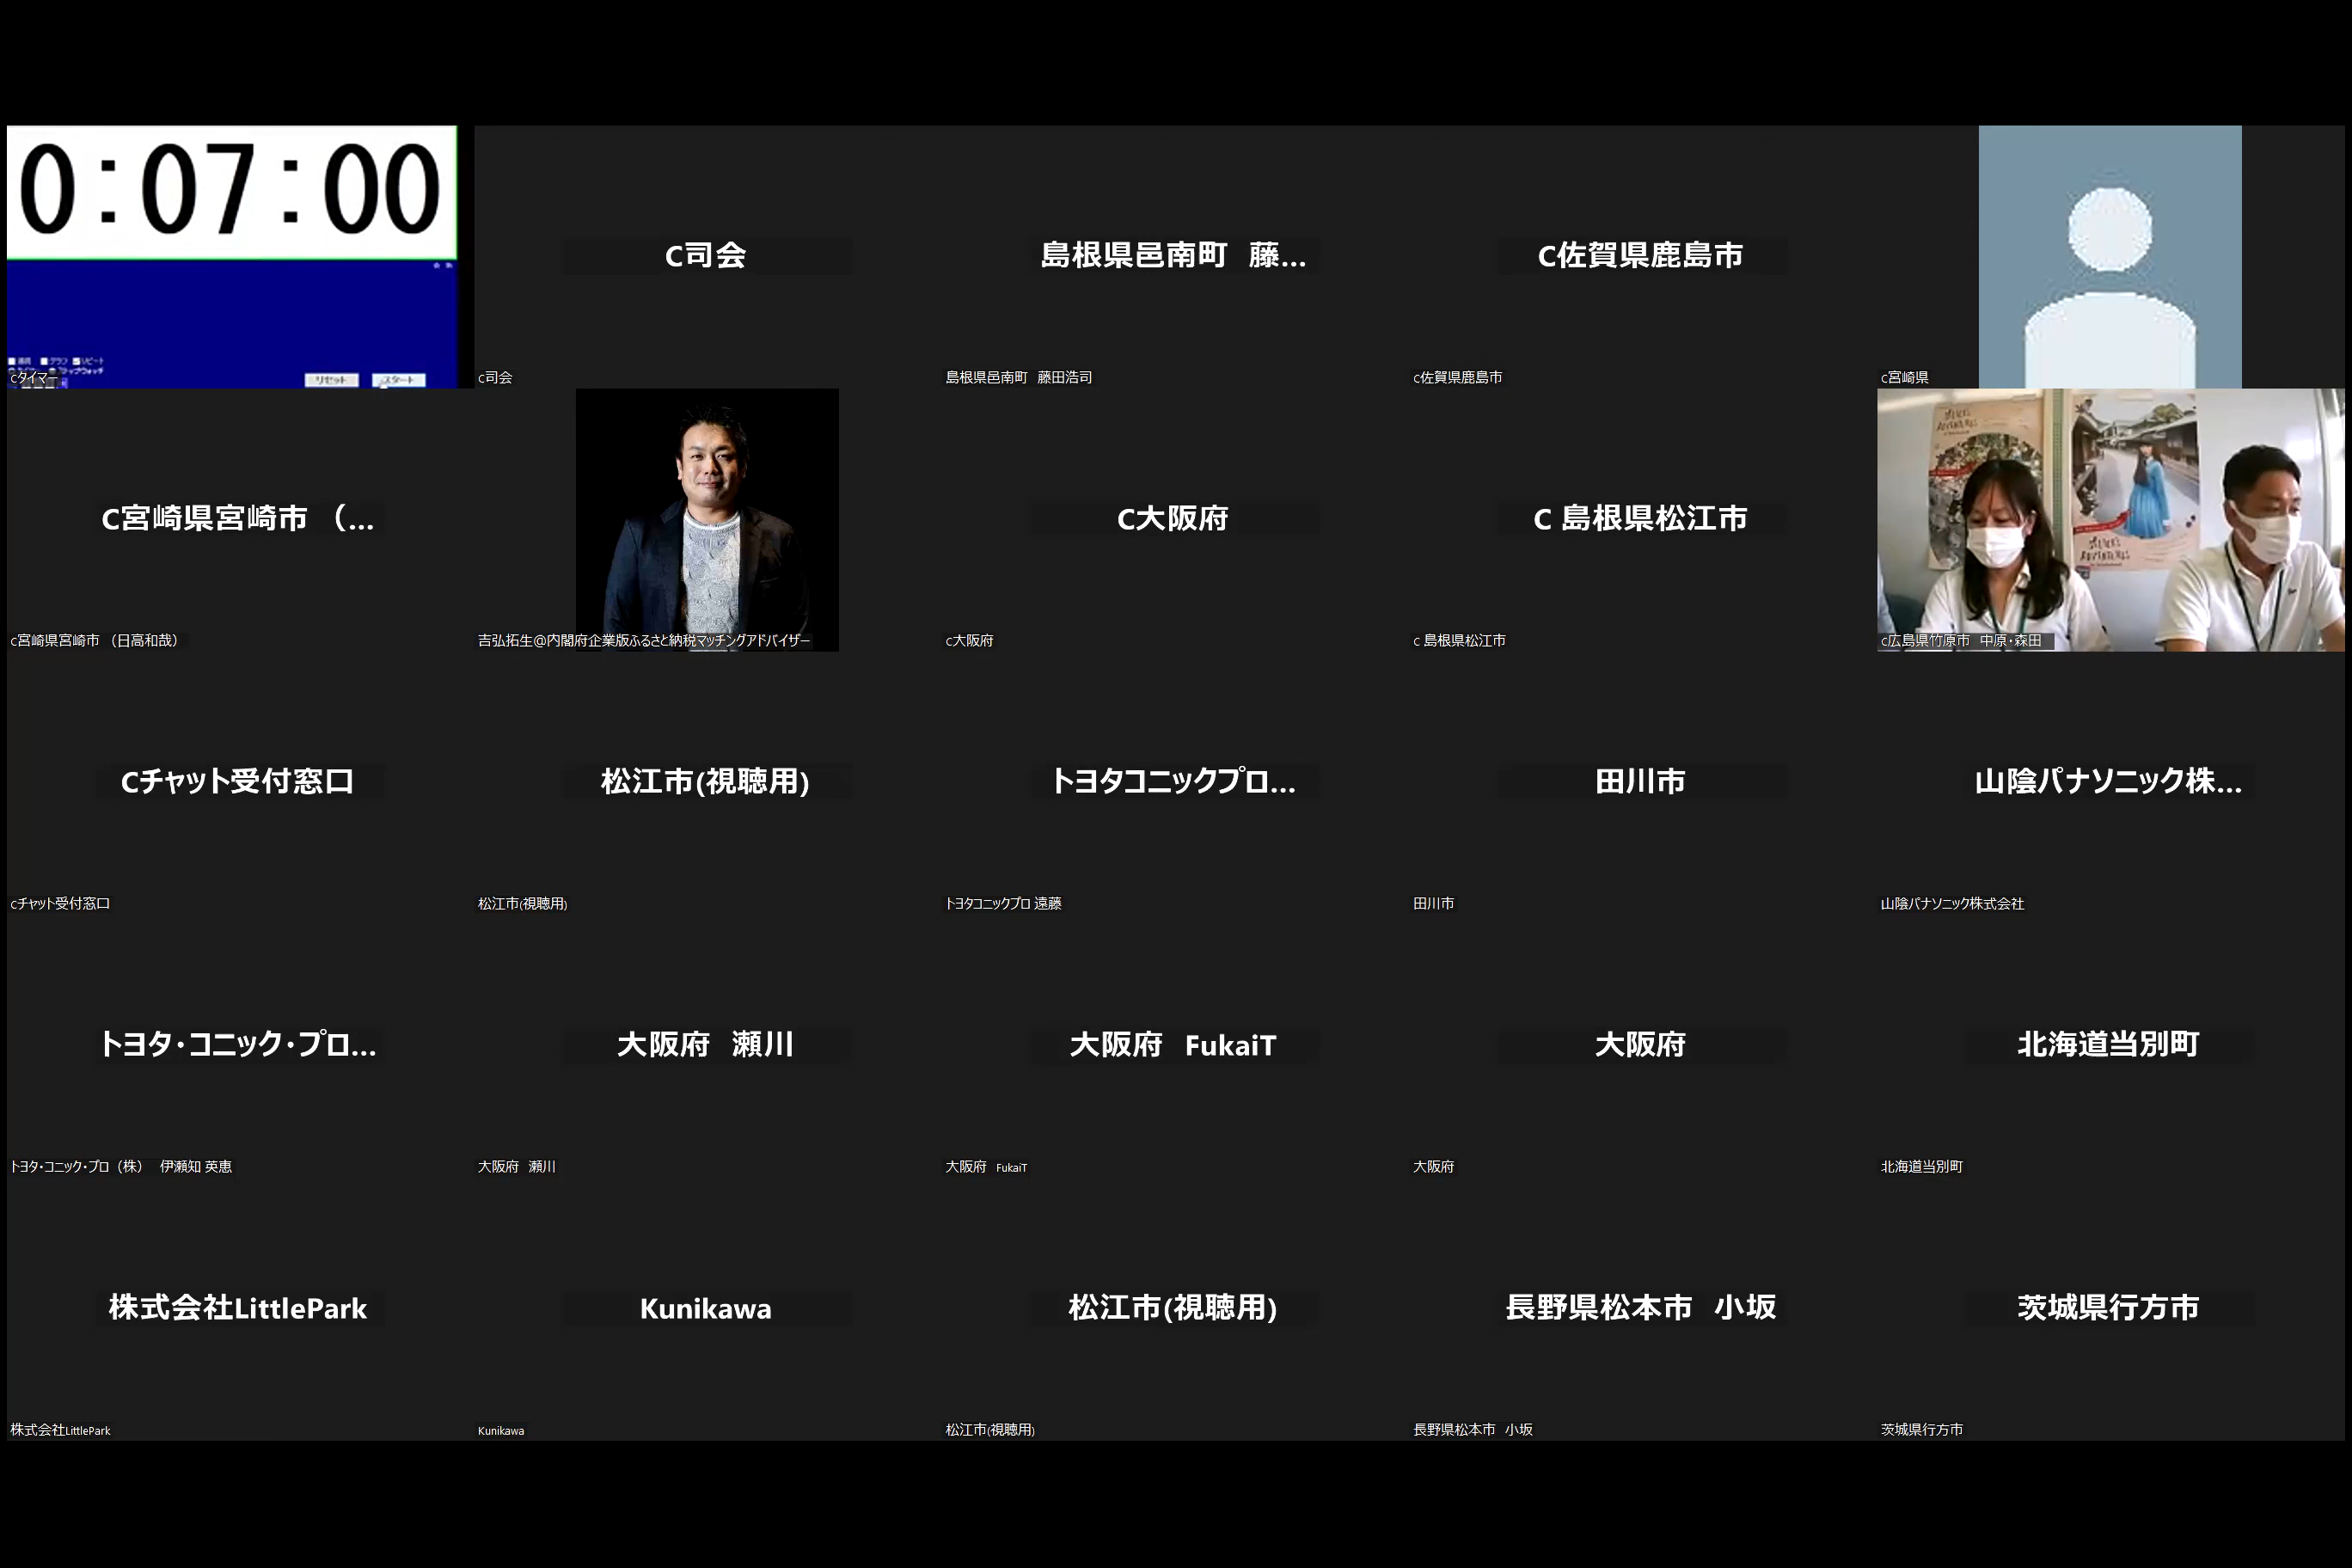 0:07:00
リセット
スタート
cタイマー
C司会
c司会
島根県邑南町 藤...
島根県邑南町 藤田浩司
C佐賀県鹿島市
c佐賀県鹿島市
c宮崎県
C宮崎県宮崎市 （...
c宮崎県宮崎市 （日高和哉）
吉弘拓生@内閣府企業版ふるさと納税マッチングアドバイザー
C大阪府
c大阪府
C 島根県松江市
c 島根県松江市
c広島県竹原市 中原・森田
Cチャット受付窓口
cチャット受付窓口
松江市(視聴用)
松江市(視聴用)
トヨタコニックプロ...
トヨタコニックプロ 遠藤
田川市
田川市
山陰パナソニック株...
山陰パナソニック株式会社
トヨタ・コニック・プロ...
トヨタ・コニック・プロ（株） 伊瀬知 英恵
大阪府 瀬川
大阪府 瀬川
大阪府 FukaiT
大阪府 FukaiT
大阪府
大阪府
北海道当別町
北海道当別町
株式会社LittlePark
株式会社LittlePark
Kunikawa
Kunikawa
松江市(視聴用)
松江市(視聴用)
長野県松本市 小坂
長野県松本市 小坂
茨城県行方市
茨城県行方市